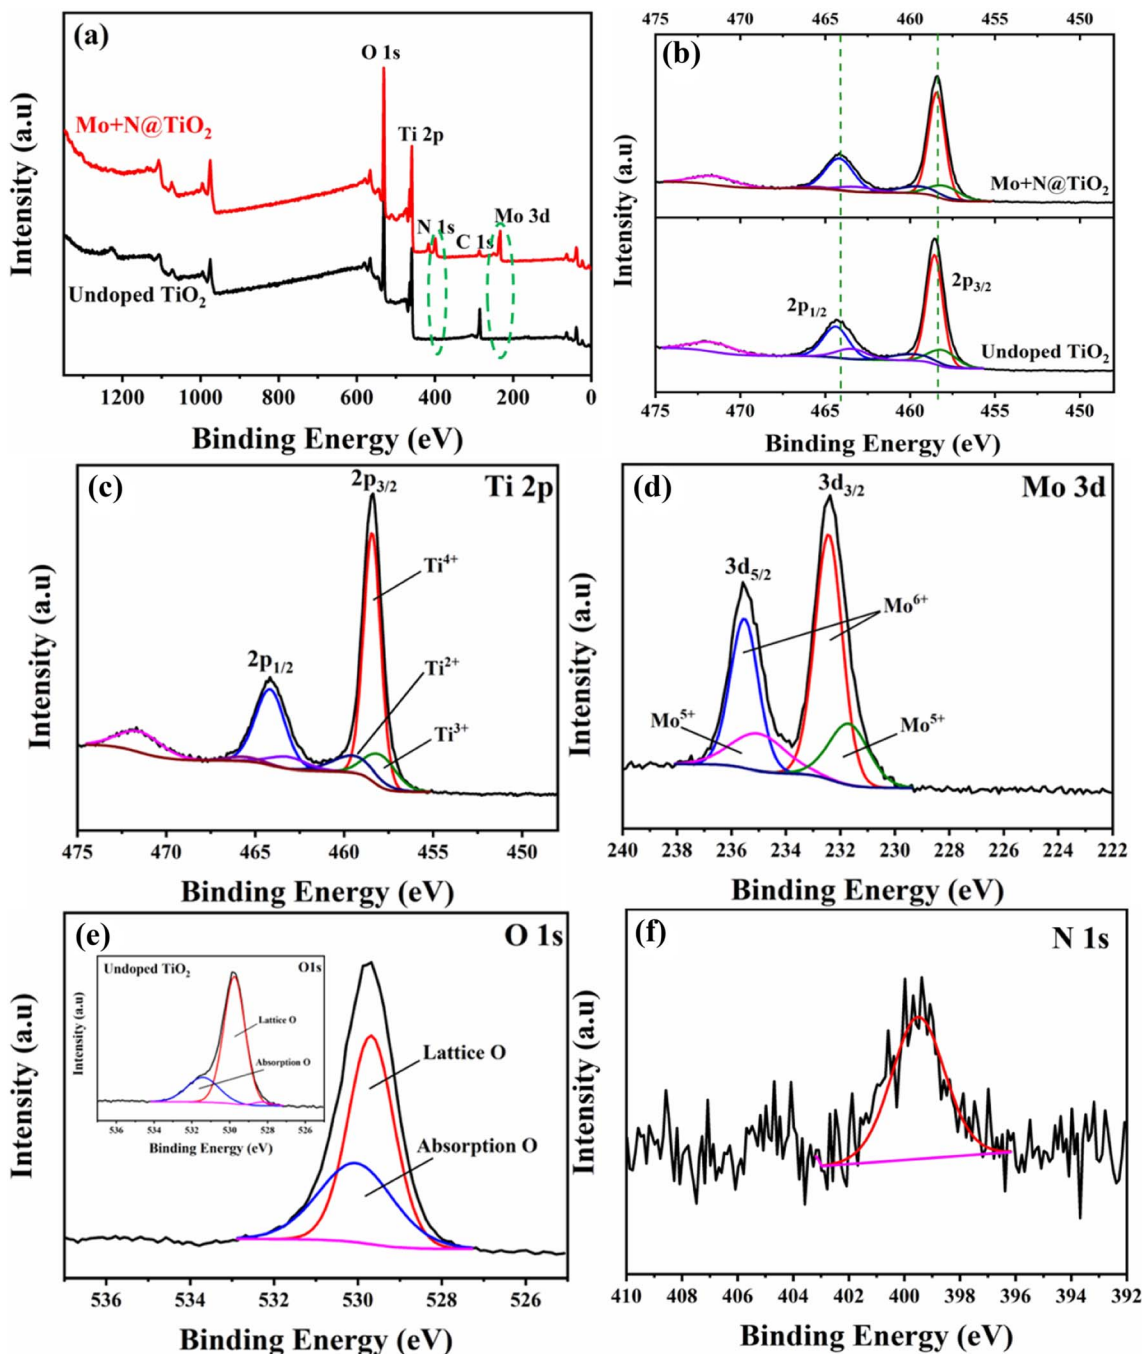 (a)
O 1s
Mo+N@TiO₂
Ti 2p
N 1s
C 1s
Mo 3d
Undoped TiO₂
Intensity (a.u)
1200 1000 800 600 400 200 0
Binding Energy (eV)
475 470 465 460 455 450
(b)
Mo+N@TiO₂
2p₃/₂
2p₁/₂
Undoped TiO₂
Intensity (a.u)
475 470 465 460 455 450
Binding Energy (eV)
(c)
2p₃/₂
Ti 2p
Ti⁴⁺
2p₁/₂
Ti²⁺
Ti³⁺
Intensity (a.u)
475 470 465 460 455 450
Binding Energy (eV)
(d)
3d₃/₂
Mo 3d
3d₅/₂
Mo⁶⁺
Mo⁵⁺
Mo⁵⁺
Intensity (a.u)
240 238 236 234 232 230 228 226 224 222
Binding Energy (eV)
(e)
O 1s
Undoped TiO₂
O1s
Lattice O
Absorption O
Intensity (a.u)
536 534 532 530 528 526
Binding Energy (eV)
Lattice O
Absorption O
Intensity (a.u)
536 534 532 530 528 526
Binding Energy (eV)
(f)
N 1s
Intensity (a.u)
410 408 406 404 402 400 398 396 394 392
Binding Energy (eV)